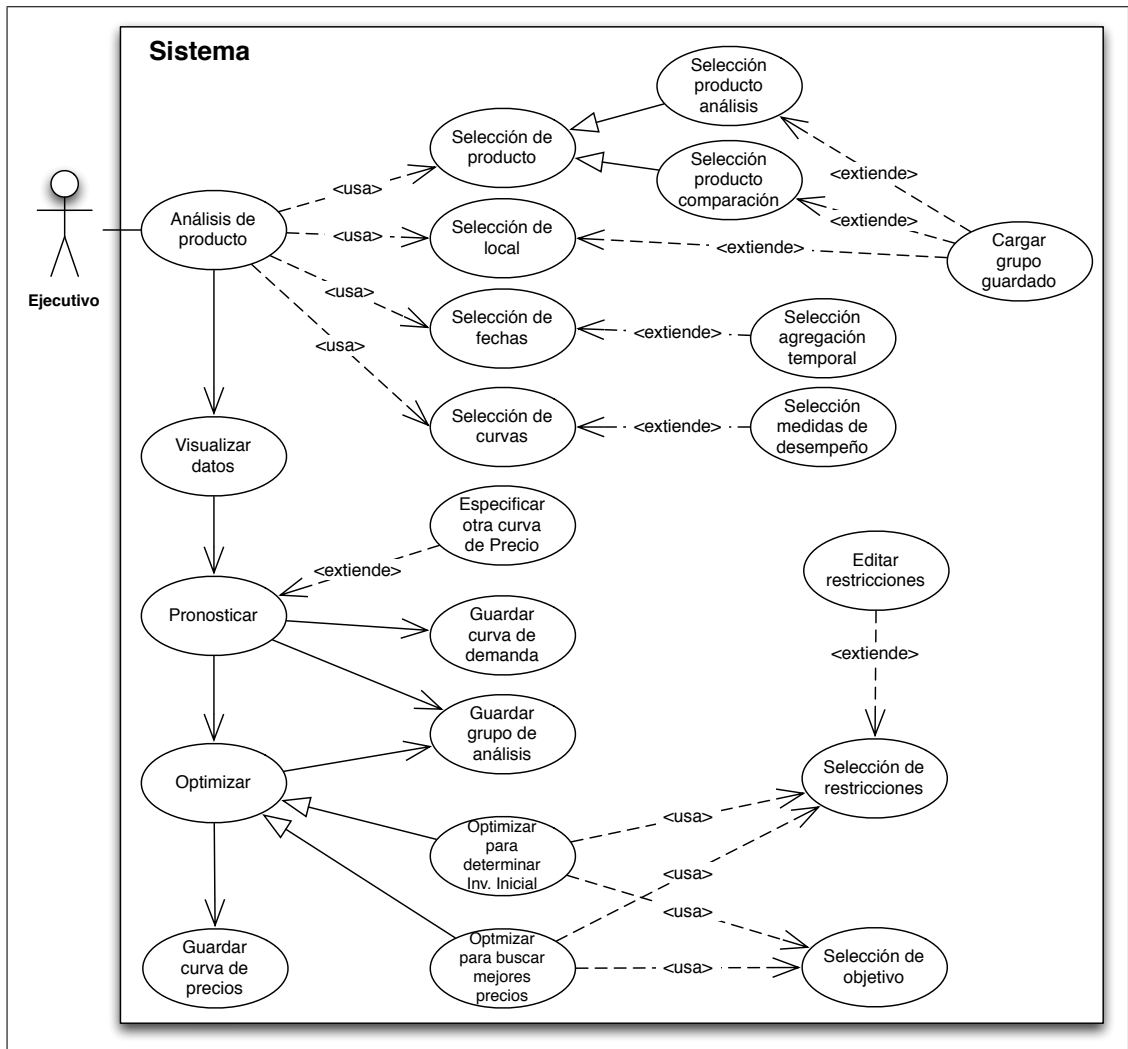 Sistema
Selección
producto
análisis
Selección de
producto
Selección
producto
comparación
<extiende>
<usa>
Análisis de
producto
<usa>
Selección de
local
<extiende>
<extiende>
Cargar
grupo
guardado
Ejecutivo
<usa>
Selección de
fechas
<extiende>
Selección
agregación
temporal
<usa>
Selección de
curvas
<extiende>
Selección
medidas de
desempeño
Visualizar
datos
Especificar
otra curva
de Precio
<extiende>
Editar
restricciones
Pronosticar
Guardar
curva de
demanda
<extiende>
Guardar
grupo de
análisis
Optimizar
Selección de
restricciones
Optimizar
para
determinar
Inv. Inicial
<usa>
<usa>
<usa>
Guardar
curva de
precios
Optmizar
para buscar
mejores
precios
<usa>
Selección de
objetivo